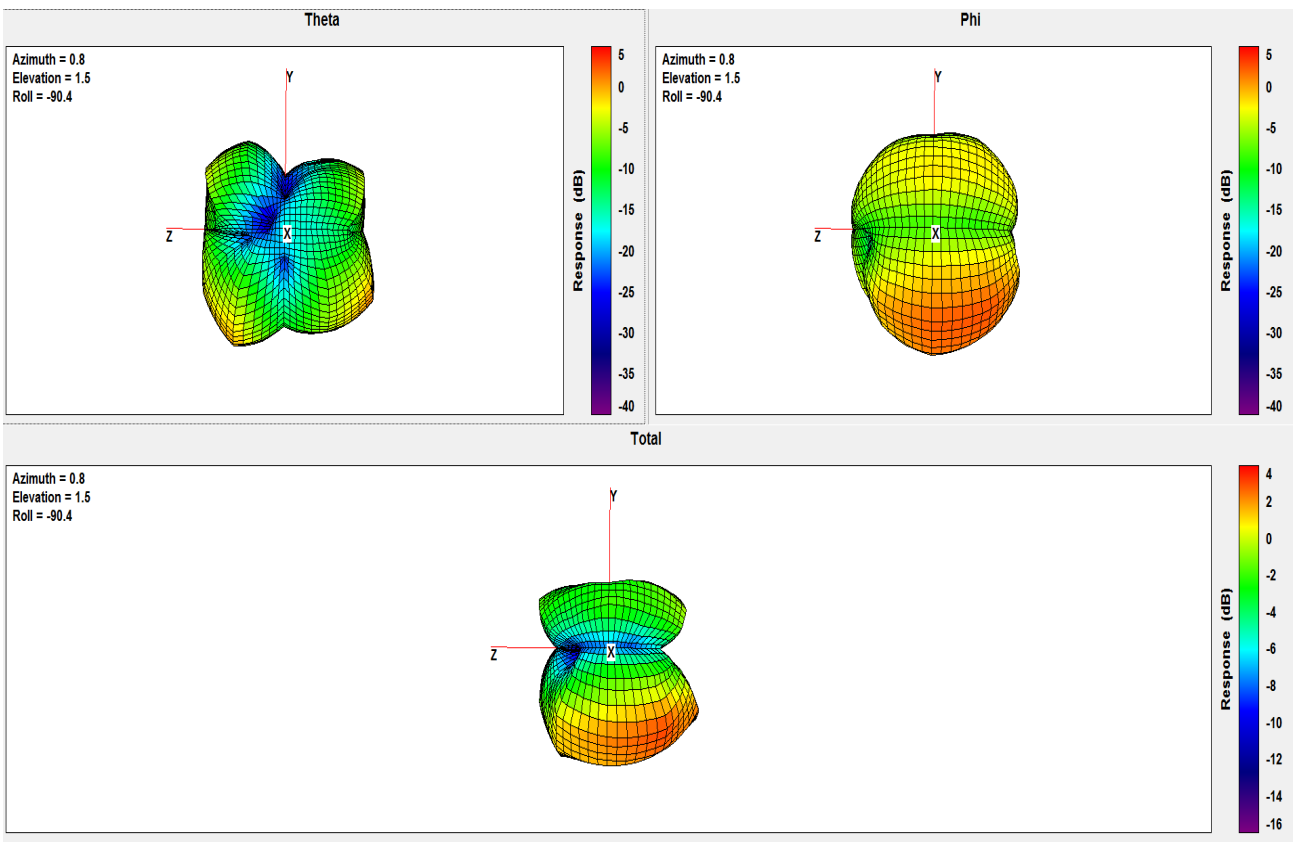 Theta
Azimuth = 0.8
Elevation = 1.5
Roll = -90.4
Y
Z
X
5
0
-5
-10
-15
-20
-25
-30
-35
-40
Response (dB)
Phi
Azimuth = 0.8
Elevation = 1.5
Roll = -90.4
Y
Z
X
5
0
-5
-10
-15
-20
-25
-30
-35
-40
Response (dB)
Total
Azimuth = 0.8
Elevation = 1.5
Roll = -90.4
Y
Z
X
4
2
0
-2
-4
-6
-8
-10
-12
-14
-16
Response (dB)